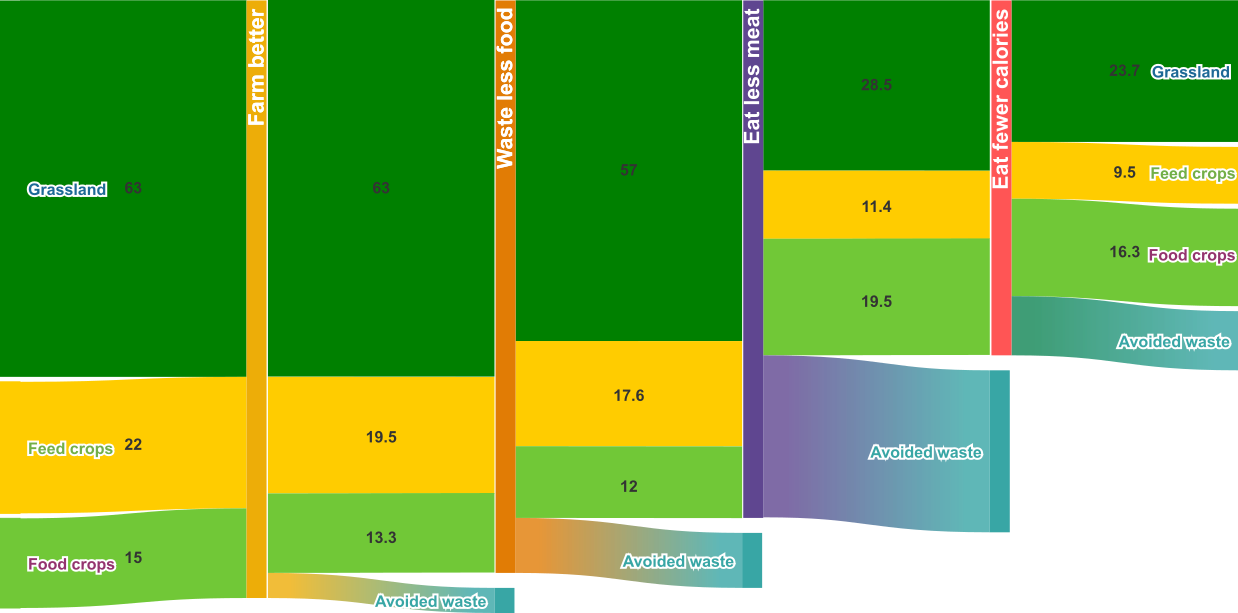 Farm better
Waste less food
Eat less meat
Eat fewer calories
Grassland 63
63
57
28.5
23.7 Grassland
Feed crops 22
19.5
17.6
11.4
9.5 Feed crops
Food crops 15
13.3
12
19.5
16.3 Food crops
Avoided waste
Avoided waste
Avoided waste
Avoided waste